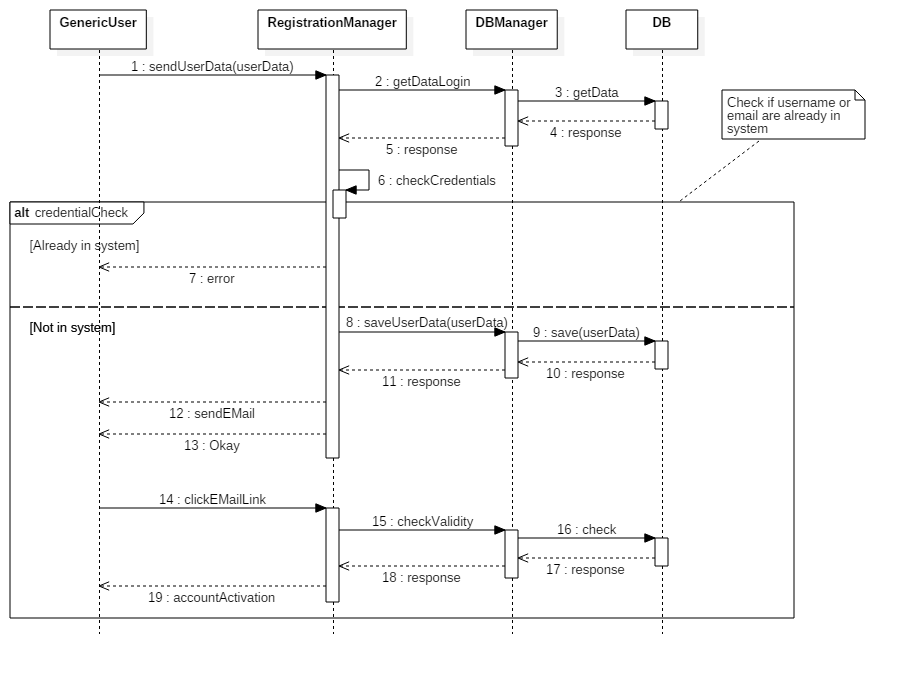 GenericUser
RegistrationManager
DBManager
DB
1 : sendUserData(userData)
2 : getDataLogin
3 : getData
Check if username or
email are already in
system
4 : response
5 : response
6 : checkCredentials
alt credentialCheck
[Already in system]
7 : error
[Not in system]
8 : saveUserData(userData)
9 : save(userData)
10 : response
11 : response
12 : sendEMail
13 : Okay
14 : clickEMailLink
15 : checkValidity
16 : check
17 : response
18 : response
19 : accountActivation